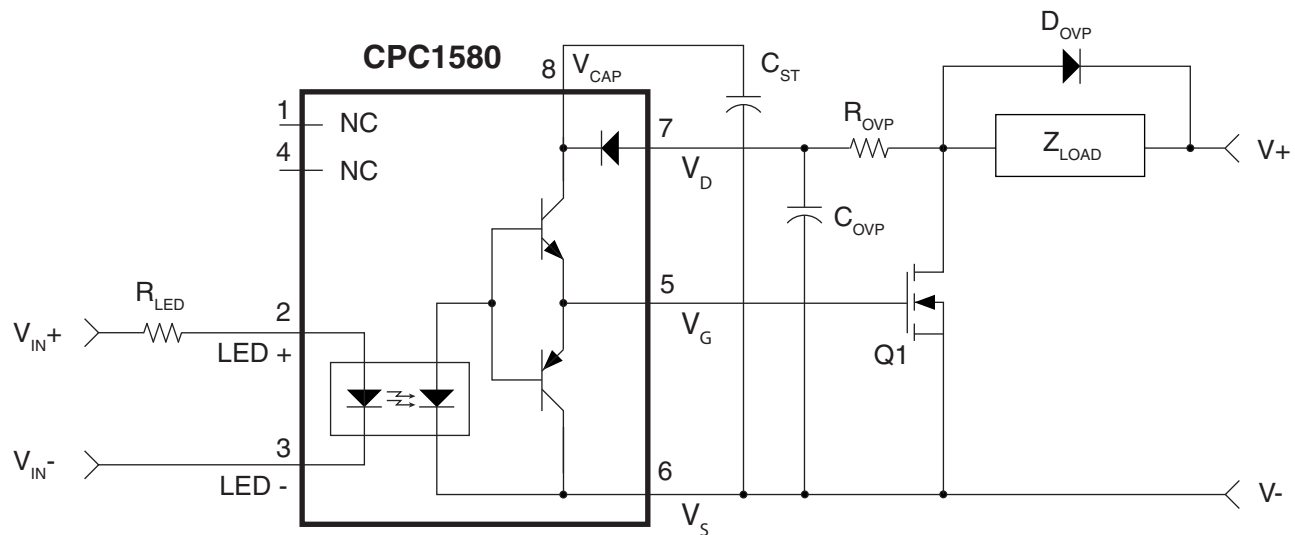 CPC1580
8
V_CAP
C_ST
D_OVP
1
NC
4
NC
7
V_D
R_OVP
Z_LOAD
V+
C_OVP
R_LED
V_IN+
2
LED +
5
V_G
Q1
V_IN-
3
LED -
6
V_S
V-